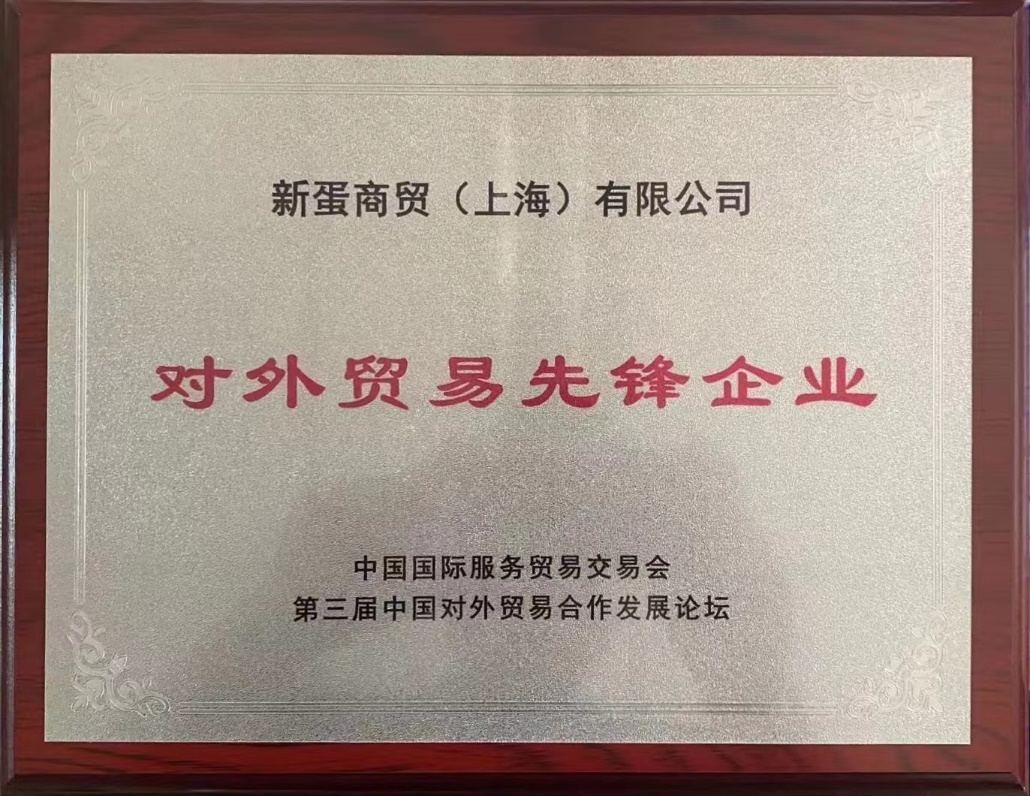 新蛋商贸（上海）有限公司
对外贸易先锋企业
中国国际服务贸易交易会
第三届中国对外贸易合作发展论坛